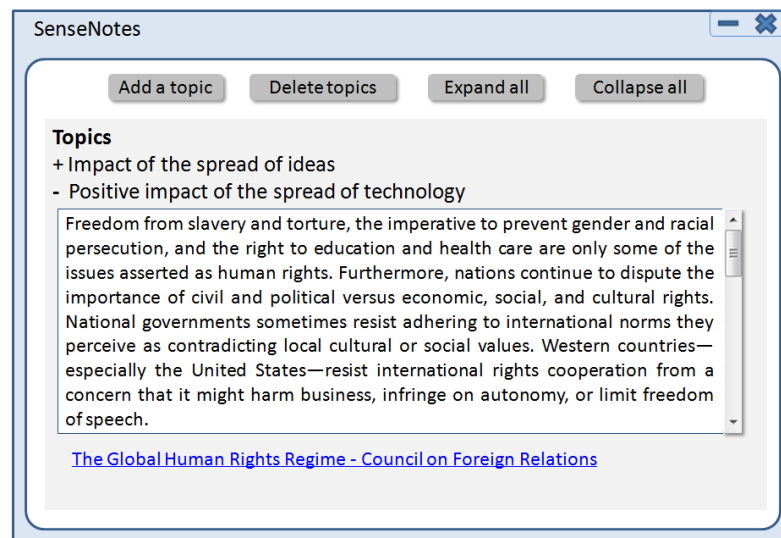 SenseNotes
Add a topic Delete topics Expand all Collapse all
Topics
+ Impact of the spread of ideas
- Positive impact of the spread of technology
Freedom from slavery and torture, the imperative to prevent gender and racial
persecution, and the right to education and health care are only some of the
issues asserted as human rights. Furthermore, nations continue to dispute the
importance of civil and political versus economic, social, and cultural rights.
National governments sometimes resist adhering to international norms they
perceive as contradicting local cultural or social values. Western countries—
especially the United States—resist international rights cooperation from a
concern that it might harm business, infringe on autonomy, or limit freedom
of speech.
The Global Human Rights Regime - Council on Foreign Relations